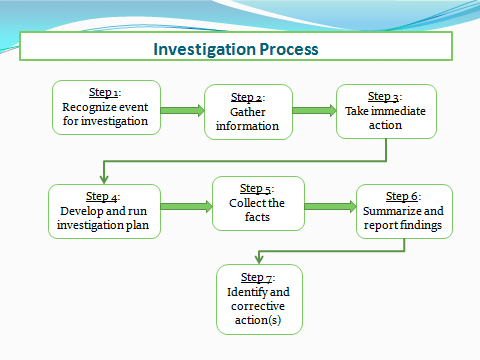 Investigation Process
Step 1:
Recognize event
for investigation
Step 2:
Gather
information
Step 3:
Take immediate
action
Step 4:
Develop and run
investigation plan
Step 5:
Collect the
facts
Step 6:
Summarize and
report findings
Step 7:
Identify and
corrective
action(s)